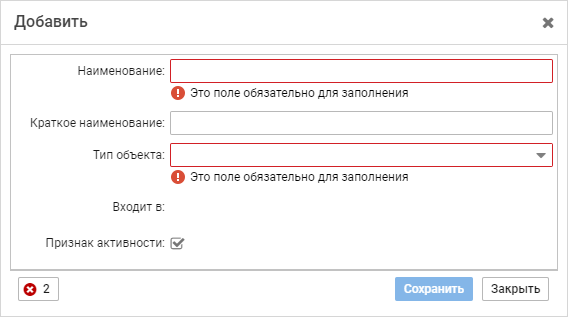 Добавить
Наименование:
Это поле обязательно для заполнения
Краткое наименование:
Тип объекта:
Это поле обязательно для заполнения
Входит в:
Признак активности:
2
Сохранить
Закрыть